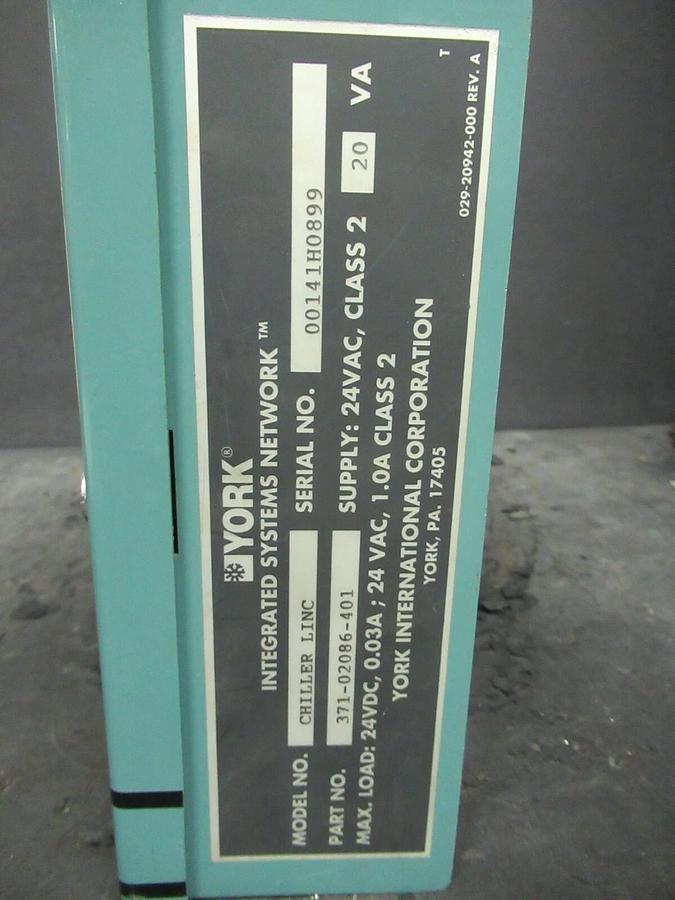 YORK®
INTEGRATED SYSTEMS NETWORK™
MODEL NO. CHILLER LINC SERIAL NO. 00141H0899
PART NO. 371-02086-401 SUPPLY: 24VAC, CLASS 2 20 VA
MAX. LOAD: 24VDC, 0.03A ; 24 VAC, 1.0A CLASS 2
YORK INTERNATIONAL CORPORATION
YORK, PA. 17405
T
029-20942-000 REV. A